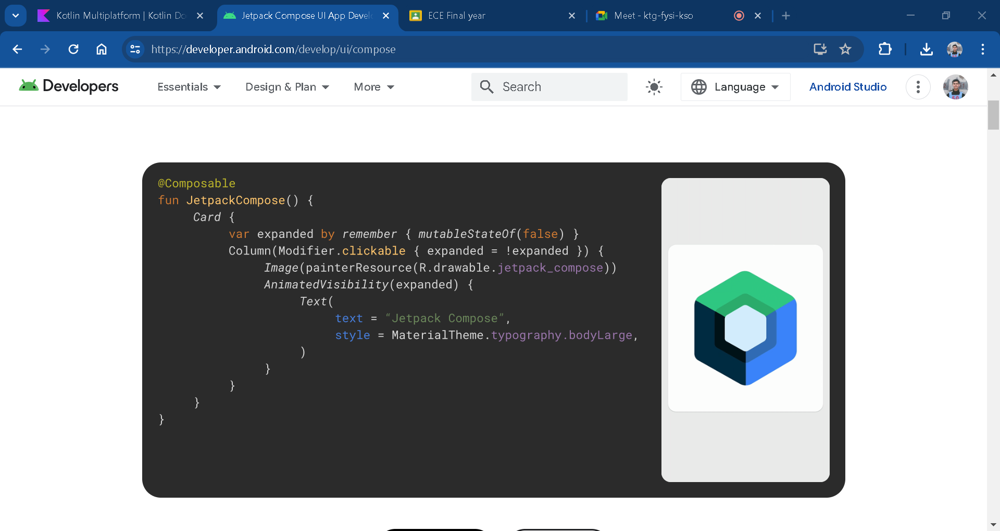 Kotlin Multiplatform | Kotlin Do
Jetpack Compose UI App Devel
ECE Final year
Meet - ktg-fysi-kso
https://developer.android.com/develop/ui/compose
Developers
Essentials
Design & Plan
More
Search
Language
Android Studio
@Composable
fun JetpackCompose() {
Card {
var expanded by remember { mutableStateOf(false) }
Column(Modifier.clickable { expanded = !expanded }) {
Image(painterResource(R.drawable.jetpack_compose))
AnimatedVisibility(expanded) {
Text(
text = “Jetpack Compose”,
style = MaterialTheme.typography.bodyLarge,
)
}
}
}
}